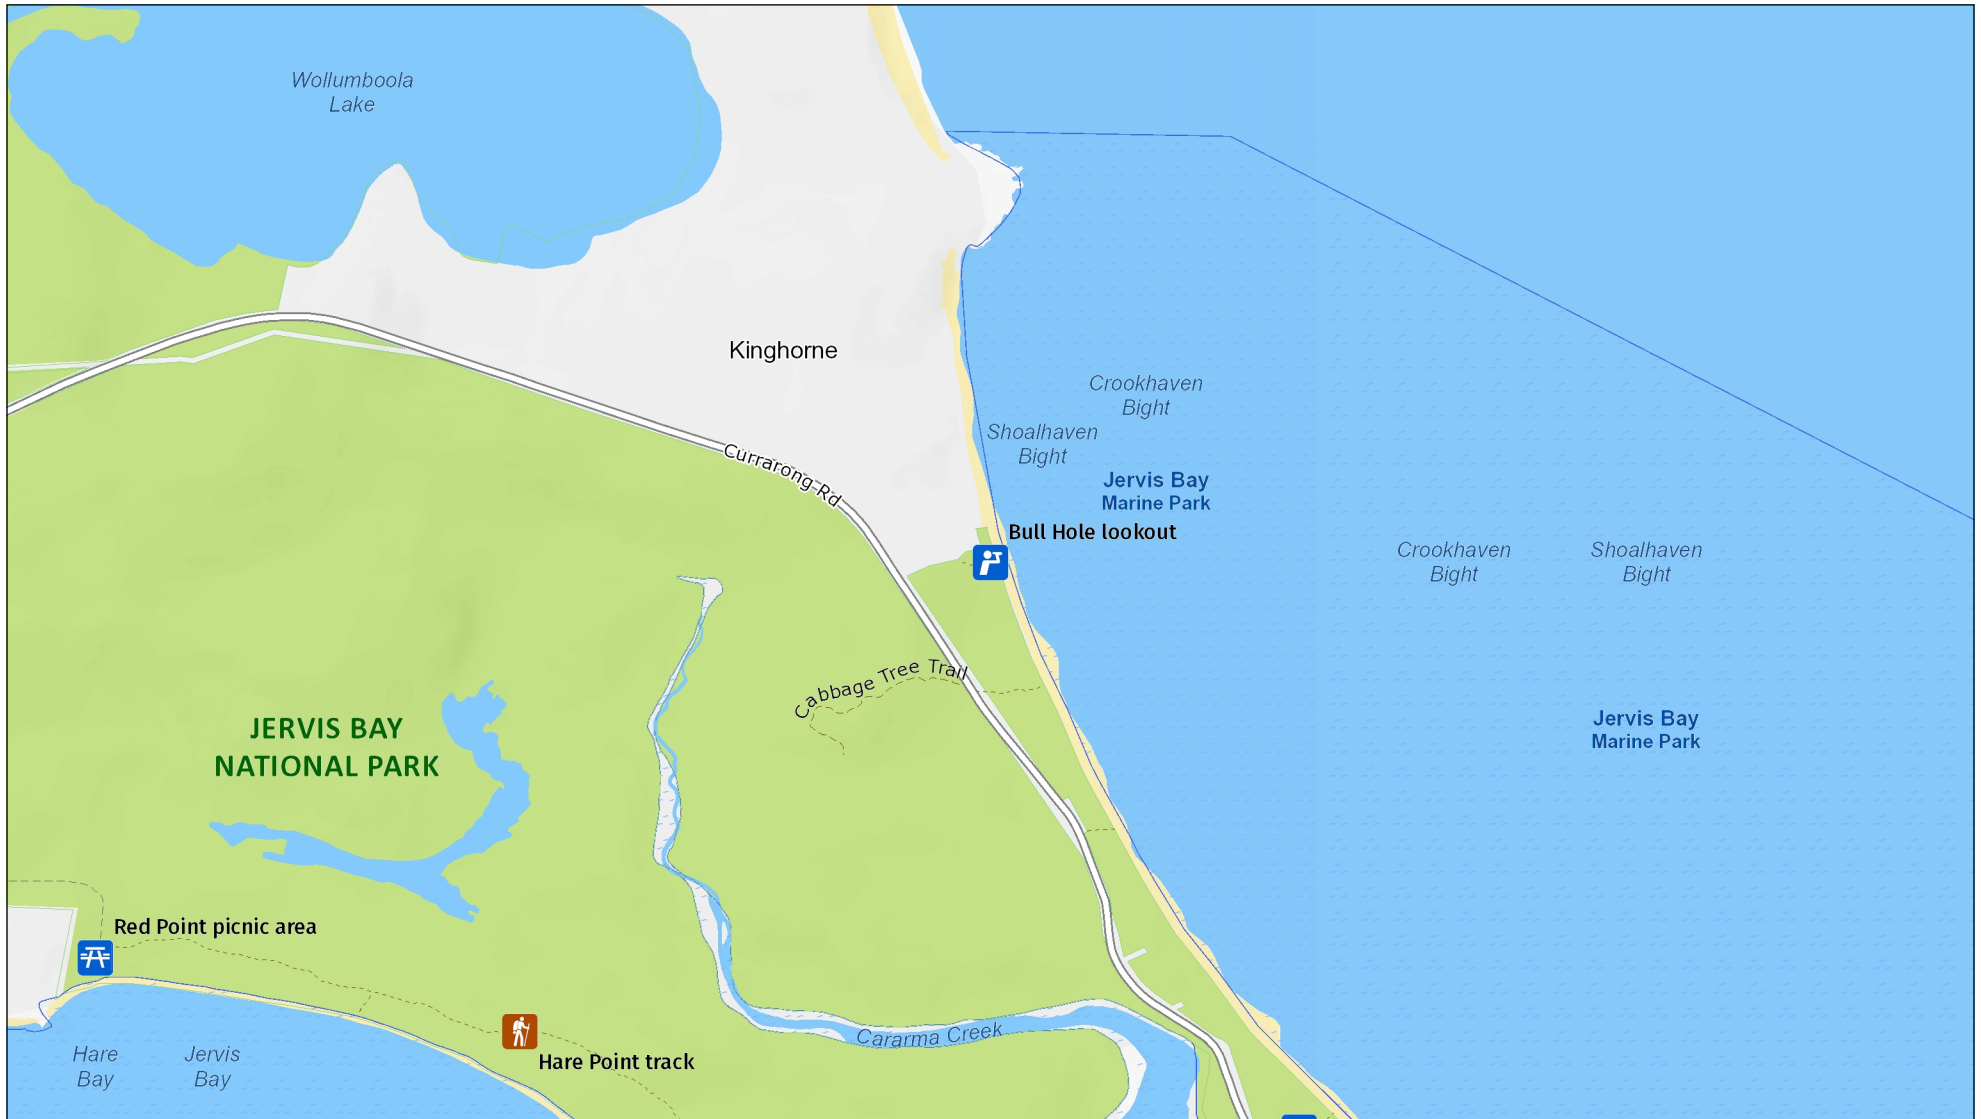 Wollumboola
Lake
Kinghorne
Crookhaven
Bight
Shoalhaven
Bight
Currarong Rd
Jervis Bay
Marine Park
Bull Hole lookout
Crookhaven
Bight
Shoalhaven
Bight
Cabbage Tree Trail
JERVIS BAY
NATIONAL PARK
Jervis Bay
Marine Park
Red Point picnic area
Cararma Creek
Hare
Bay
Jervis
Bay
Hare Point track